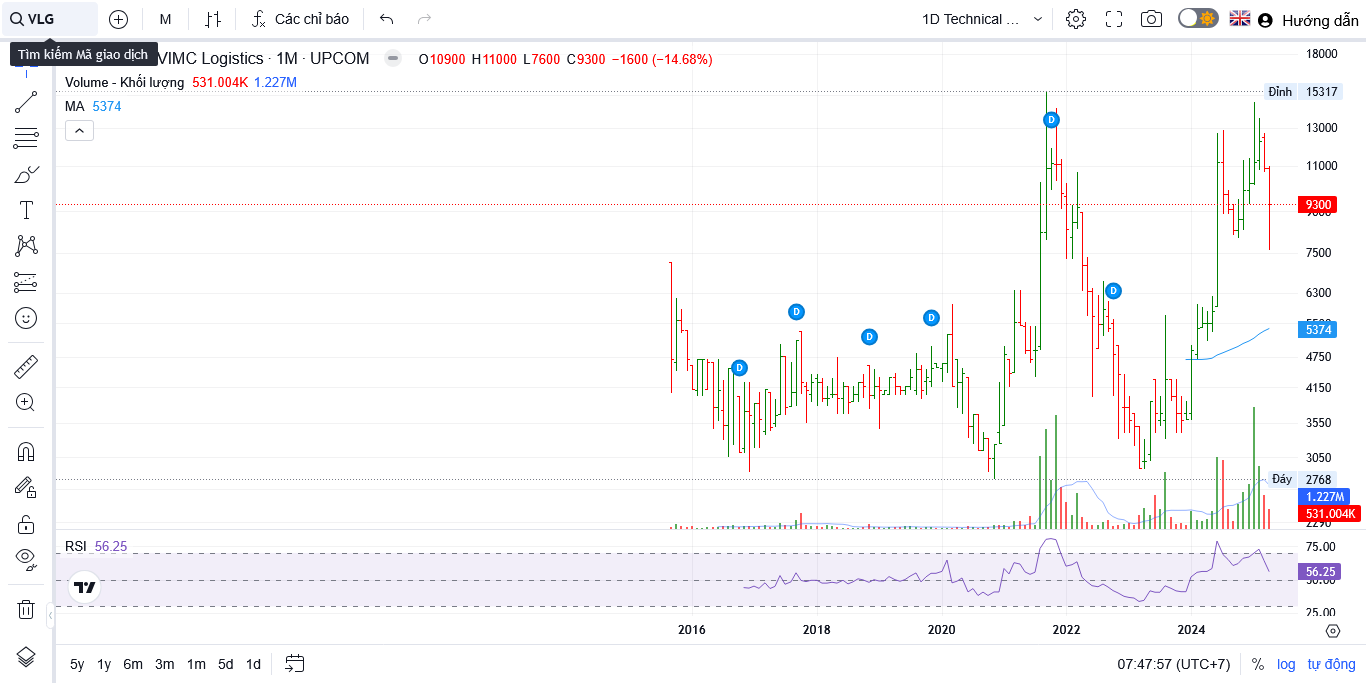 VLG
M
Các chỉ báo
1D Technical ...
Hướng dẫn
Tìm kiếm Mã giao dịch
VIMC Logistics · 1M · UPCOM
O10900 H11000 L7600 C9300 −1600 (−14.68%)
Volume - Khối lượng 531.004K 1.227M
MA 5374
18000
Đỉnh 15317
13000
11000
9300
9000
7500
6300
5374
4750
4150
3550
3050
Đáy 2768
1.227M
531.004K
2290
D
D
D
D
D
D
RSI 56.25
75.00
56.25
50.00
25.00
2016 2018 2020 2022 2024
5y 1y 6m 3m 1m 5d 1d
07:47:57 (UTC+7) % log tự động